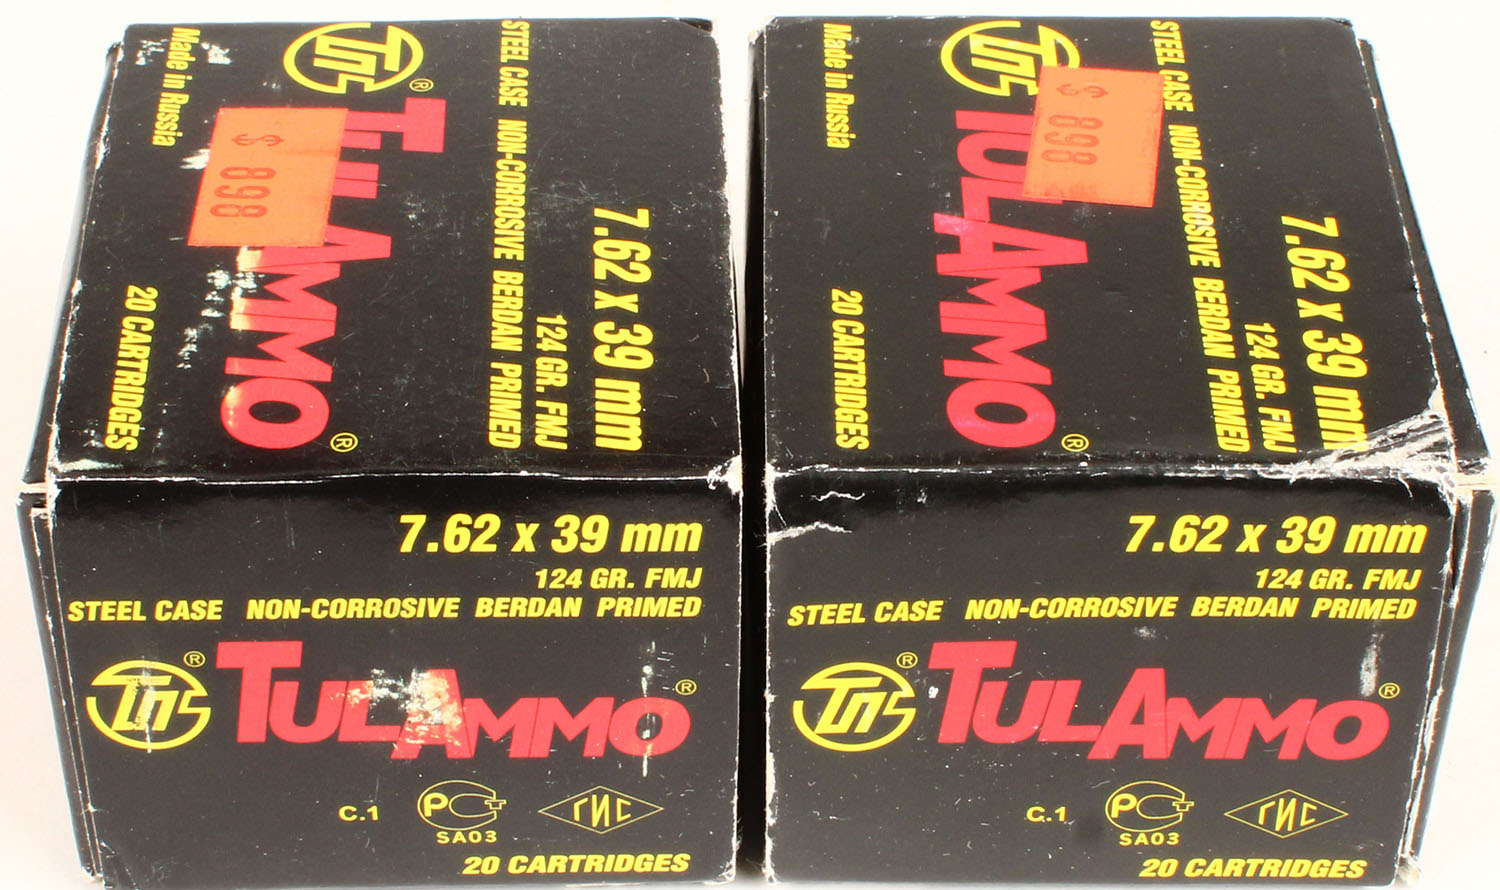 Made in Russia
TULAMMO®
$ 898
STEEL CASE NON-CORROSIVE BERDAN PRIMED
7.62 x 39 mm
124 GR. FMJ
20 CARTRIDGES
7.62 x 39 mm
124 GR. FMJ
STEEL CASE NON-CORROSIVE BERDAN PRIMED
®
TULAMMO®
C.1
РСТ
SA03
ГИС
20 CARTRIDGES
Made in Russia
TULAMMO®
$ 898
STEEL CASE NON-CORROSIVE BERDAN PRIMED
7.62 x 39 mm
124 GR. FMJ
20 CARTRIDGES
7.62 x 39 mm
124 GR. FMJ
STEEL CASE NON-CORROSIVE BERDAN PRIMED
®
TULAMMO®
C.1
РСТ
SA03
ГИС
20 CARTRIDGES